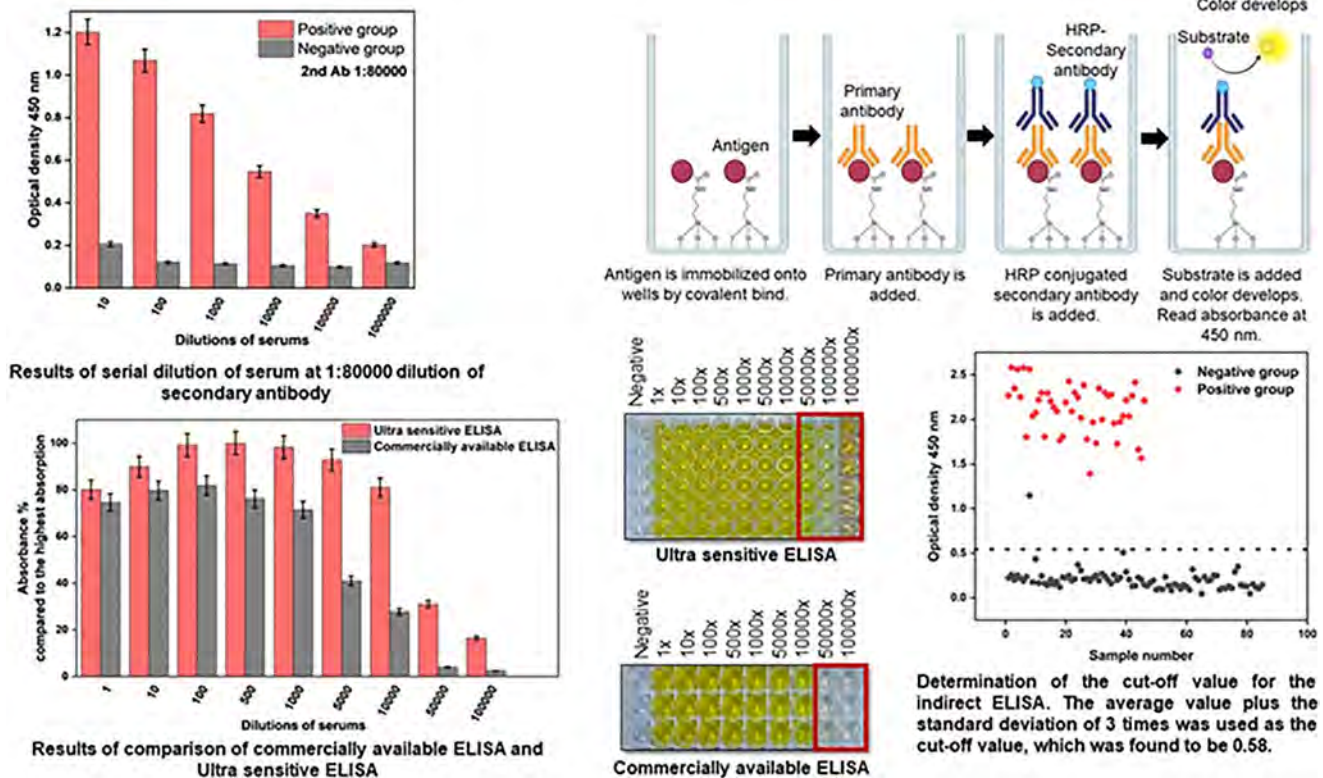 1.2
1.0
0.8
0.6
0.4
0.2
0.0
Optical density 450 nm
Positive group
Negative group
2nd Ab 1:80000
10
100
1000
10000
100000
1000000
Dilutions of serums
Results of serial dilution of serum at 1:80000 dilution of
secondary antibody
100
80
60
40
20
0
Absorbance %
compared to the highest absorption
Ultra sensitive ELISA
Commercially available ELISA
1
10
100
500
1000
5000
10000
50000
100000
Dilutions of serums
Results of comparison of commercially available ELISA and
Ultra sensitive ELISA
Antigen
Antigen is immobilized onto
wells by covalent bind.
Primary
antibody
Primary antibody is
added.
HRP-
Secondary
antibody
HRP conjugated
secondary antibody
is added.
Color develops
Substrate
Substrate is added
and color develops.
Read absorbance at
450 nm.
Negative
1x
10x
100x
500x
1000x
5000x
10000x
50000x
100000x
1000000x
Ultra sensitive ELISA
Negative
1x
10x
100x
500x
1000x
5000x
10000x
50000x
100000x
Commercially available ELISA
2.5
2.0
1.5
1.0
0.5
0.0
Optical density 450 nm
Negative group
Positive group
0
20
40
60
80
100
Sample number
Determination of the cut-off value for the
indirect ELISA. The average value plus the
standard deviation of 3 times was used as the
cut-off value, which was found to be 0.58.